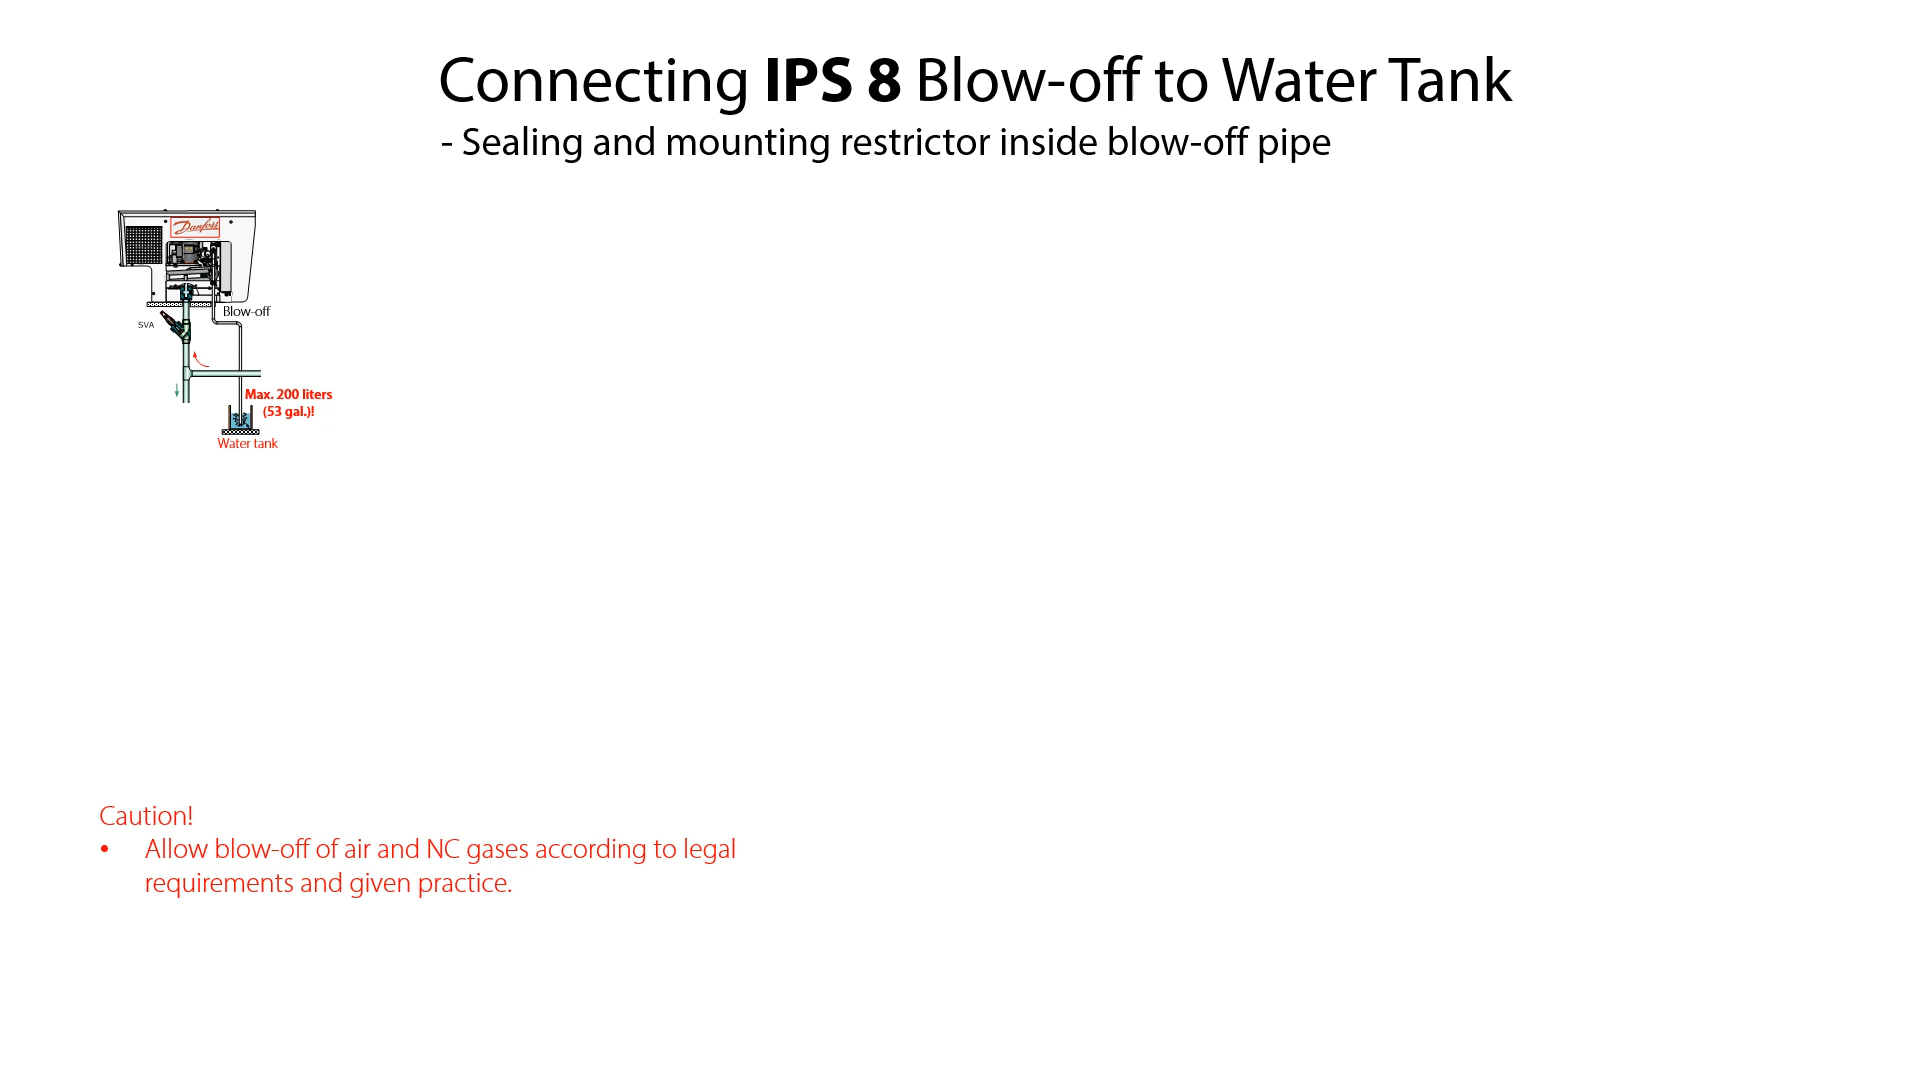 Connecting IPS 8 Blow-off to Water Tank
- Sealing and mounting restrictor inside blow-off pipe
Danfoss
Blow-off
SVA
Max. 200 liters
(53 gal.)!
Water tank
Caution!
• Allow blow-off of air and NC gases according to legal
requirements and given practice.